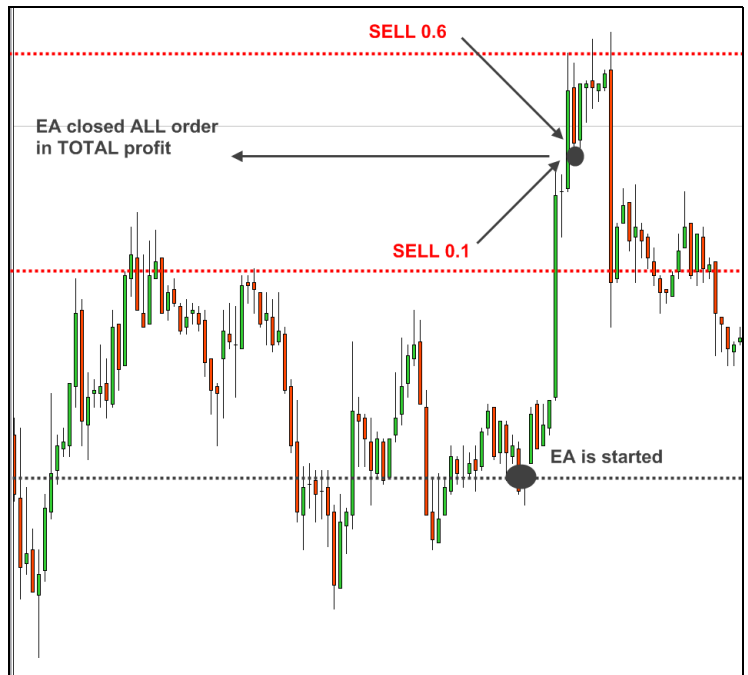 SELL 0.6
EA closed ALL order
in TOTAL profit
SELL 0.1
EA is started